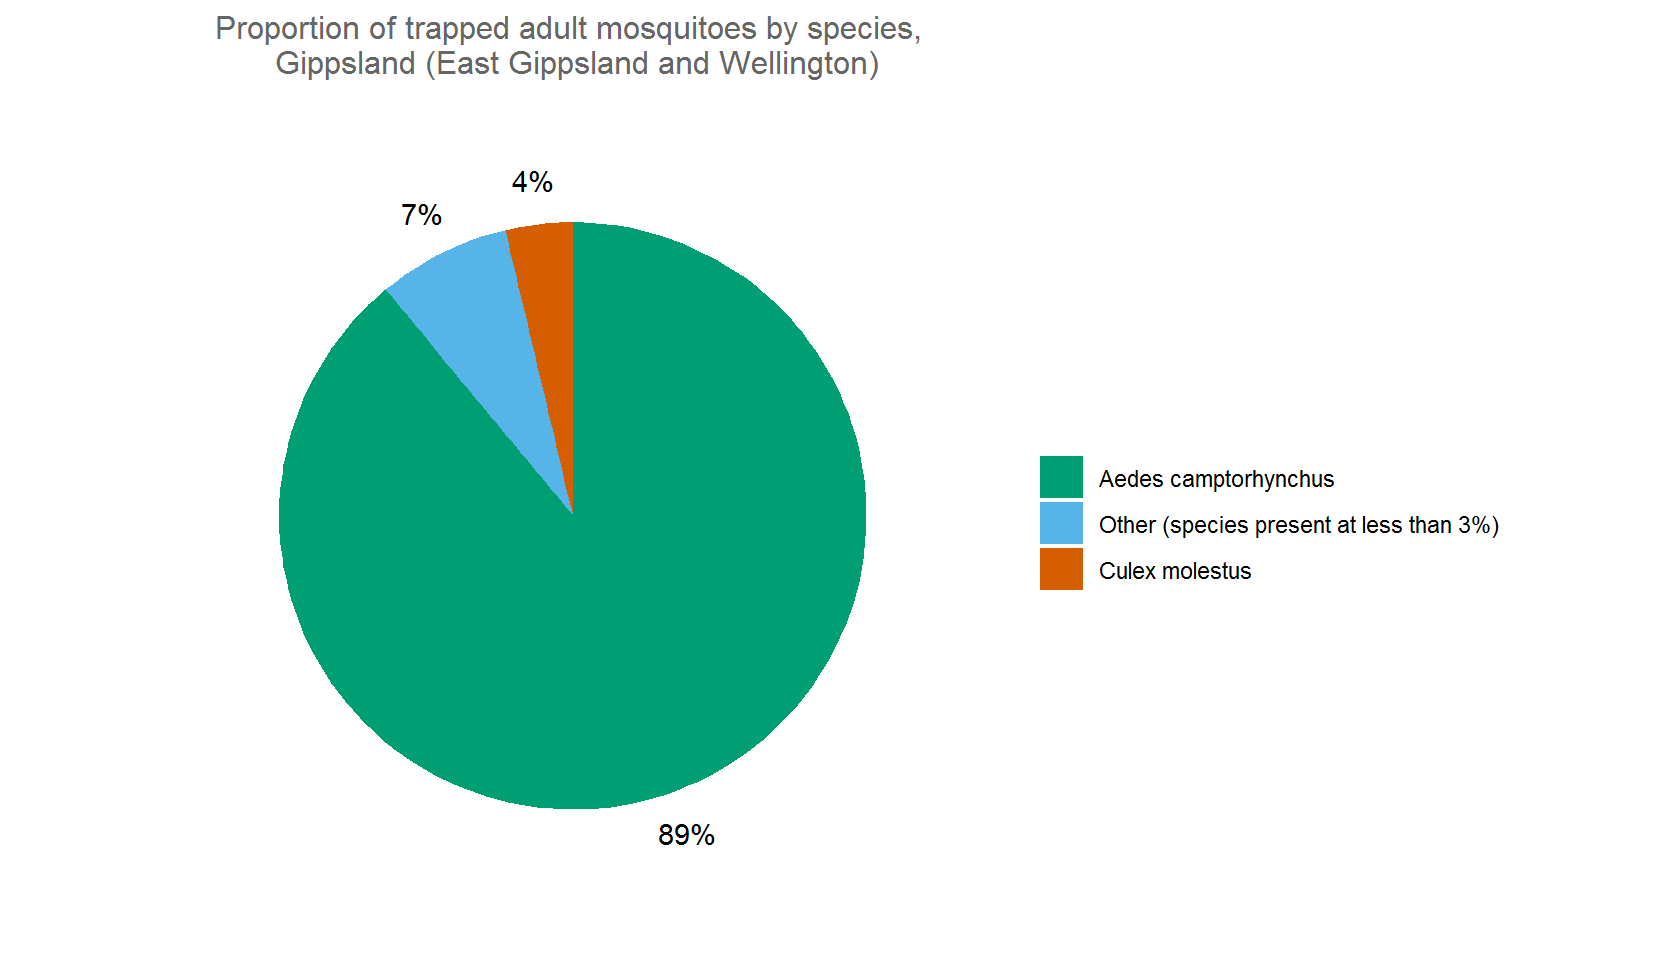 Proportion of trapped adult mosquitoes by species,
Gippsland (East Gippsland and Wellington)
4%
7%
Aedes camptorhynchus
Other (species present at less than 3%)
Culex molestus
89%